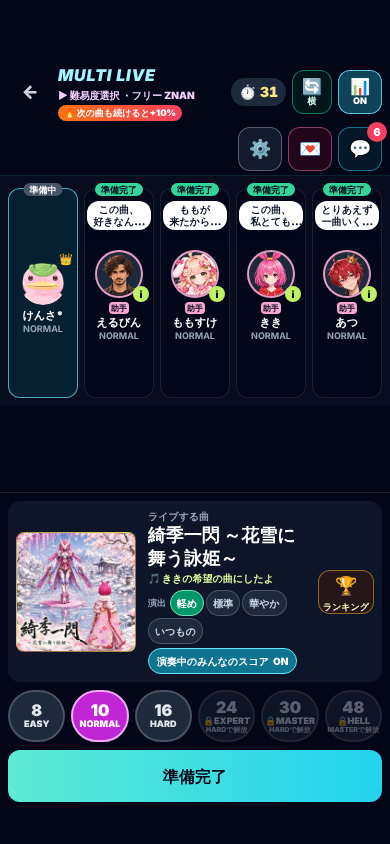 MULTI LIVE
▶ 難易度選択 ・フリー ZNAN
🔥 次の曲も続けると+10%
⏱️ 31
🔄 横
📊 ON
6
準備中
準備完了
準備完了
準備完了
準備完了
この曲、
好きなん...
ももが
来たから...
この曲、
私とても...
とりあえず
一曲いく...
i
i
i
i
助手
助手
助手
助手
けんさ*
えるびん
ももすけ
きき
あつ
NORMAL
NORMAL
NORMAL
NORMAL
NORMAL
ライブする曲
綺季一閃 ～花雪に
舞う詠姫～
🎵 ききの希望の曲にしたよ
演出
軽め
標準
華やか
いつもの
演奏中のみんなのスコア ON
🏆
ランキング
綺季一閃
～花雪に舞う詠姫～
8
EASY
10
NORMAL
16
HARD
24
🔒EXPERT
HARDで解放
30
🔒MASTER
HARDで解放
48
🔒HELL
MASTERで解放
準備完了